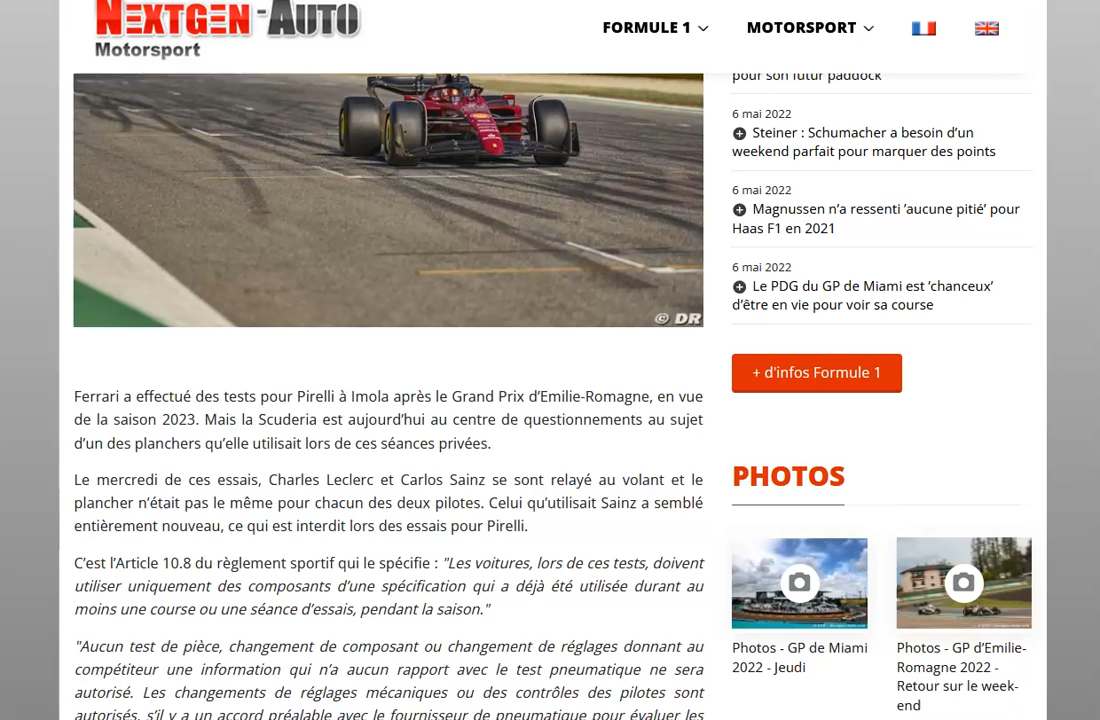 NEXTGEN-AUTO
Motorsport
FORMULE 1
MOTORSPORT
© DR
Ferrari a effectué des tests pour Pirelli à Imola après le Grand Prix d’Emilie-Romagne, en vue
de la saison 2023. Mais la Scuderia est aujourd’hui au centre de questionnements au sujet
d’un des planchers qu’elle utilisait lors de ces séances privées.
Le mercredi de ces essais, Charles Leclerc et Carlos Sainz se sont relayé au volant et le
plancher n’était pas le même pour chacun des deux pilotes. Celui qu’utilisait Sainz a semblé
entièrement nouveau, ce qui est interdit lors des essais pour Pirelli.
C’est l’Article 10.8 du règlement sportif qui le spécifie : "Les voitures, lors de ces tests, doivent
utiliser uniquement des composants d’une spécification qui a déjà été utilisée durant au
moins une course ou une séance d’essais, pendant la saison."
"Aucun test de pièce, changement de composant ou changement de réglages donnant au
compétiteur une information qui n’a aucun rapport avec le test pneumatique ne sera
autorisé. Les changements de réglages mécaniques ou des contrôles des pilotes sont
autorisés, s’il y a un accord préalable avec le fournisseur de pneumatique pour évaluer les
pour son futur paddock
6 mai 2022
Steiner : Schumacher a besoin d’un
weekend parfait pour marquer des points
6 mai 2022
Magnussen n’a ressenti ’aucune pitié’ pour
Haas F1 en 2021
6 mai 2022
Le PDG du GP de Miami est ’chanceux’
d’être en vie pour voir sa course
+ d'infos Formule 1
PHOTOS
Photos - GP de Miami
2022 - Jeudi
Photos - GP d’Emilie-
Romagne 2022 -
Retour sur le week-
end